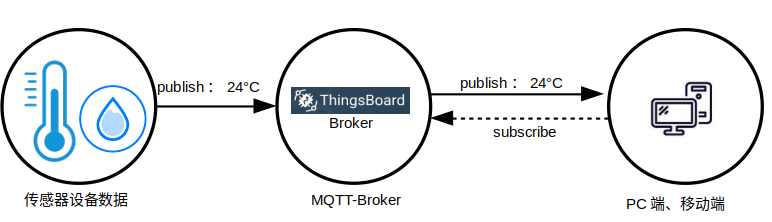 publish： 24°C
publish： 24°C
ThingsBoard
Broker
subscribe
传感器设备数据
MQTT-Broker
PC 端、移动端